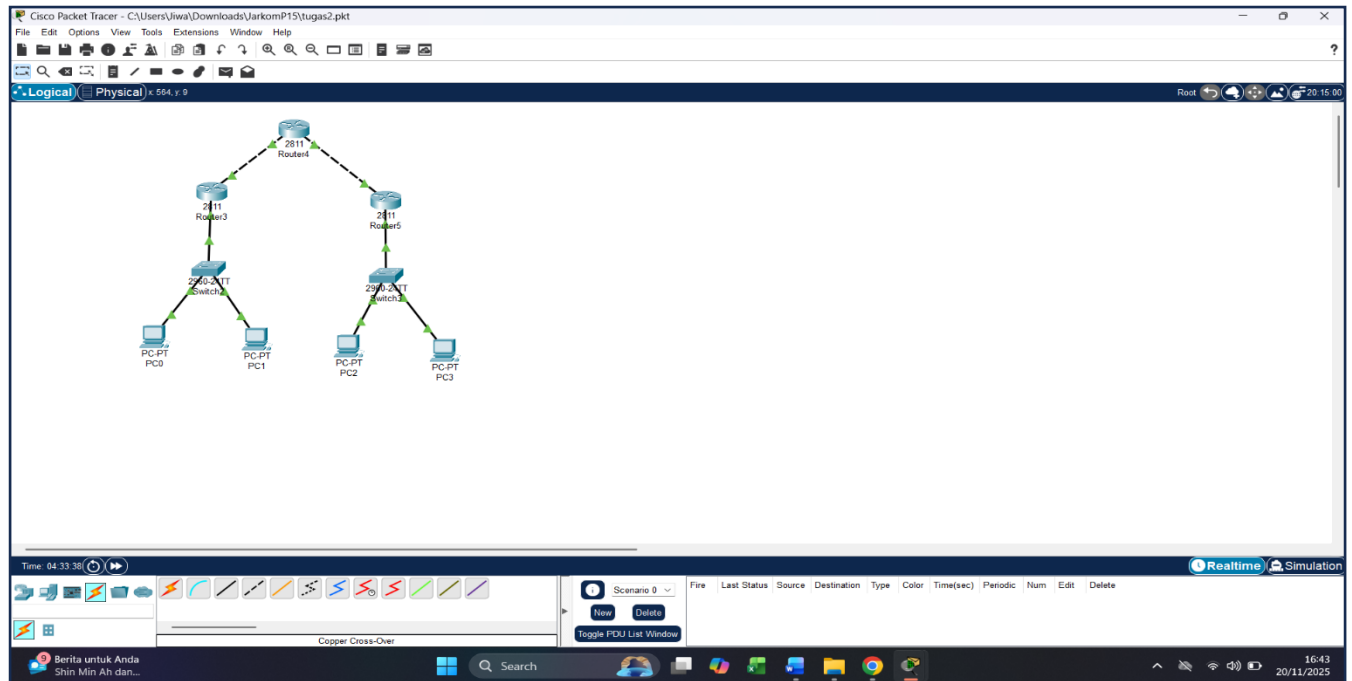 Cisco Packet Tracer - C:\Users\Jiwa\Downloads\JarkomP15\tugas2.pkt
File Edit Options View Tools Extensions Window Help
?
Logical Physical x: 564, y: 9 Root 20:15:00
2811
Router4
2811
Router3
2811
Router5
2960-24TT
Switch2
2960-24TT
Switch3
PC-PT
PC0
PC-PT
PC1
PC-PT
PC2
PC-PT
PC3
Time: 04:33:38 Realtime Simulation
Scenario 0
New Delete
Toggle PDU List Window
Fire Last Status Source Destination Type Color Time(sec) Periodic Num Edit Delete
Copper Cross-Over
9
Berita untuk Anda
Shin Min Ah dan...
Search
16:43
20/11/2025